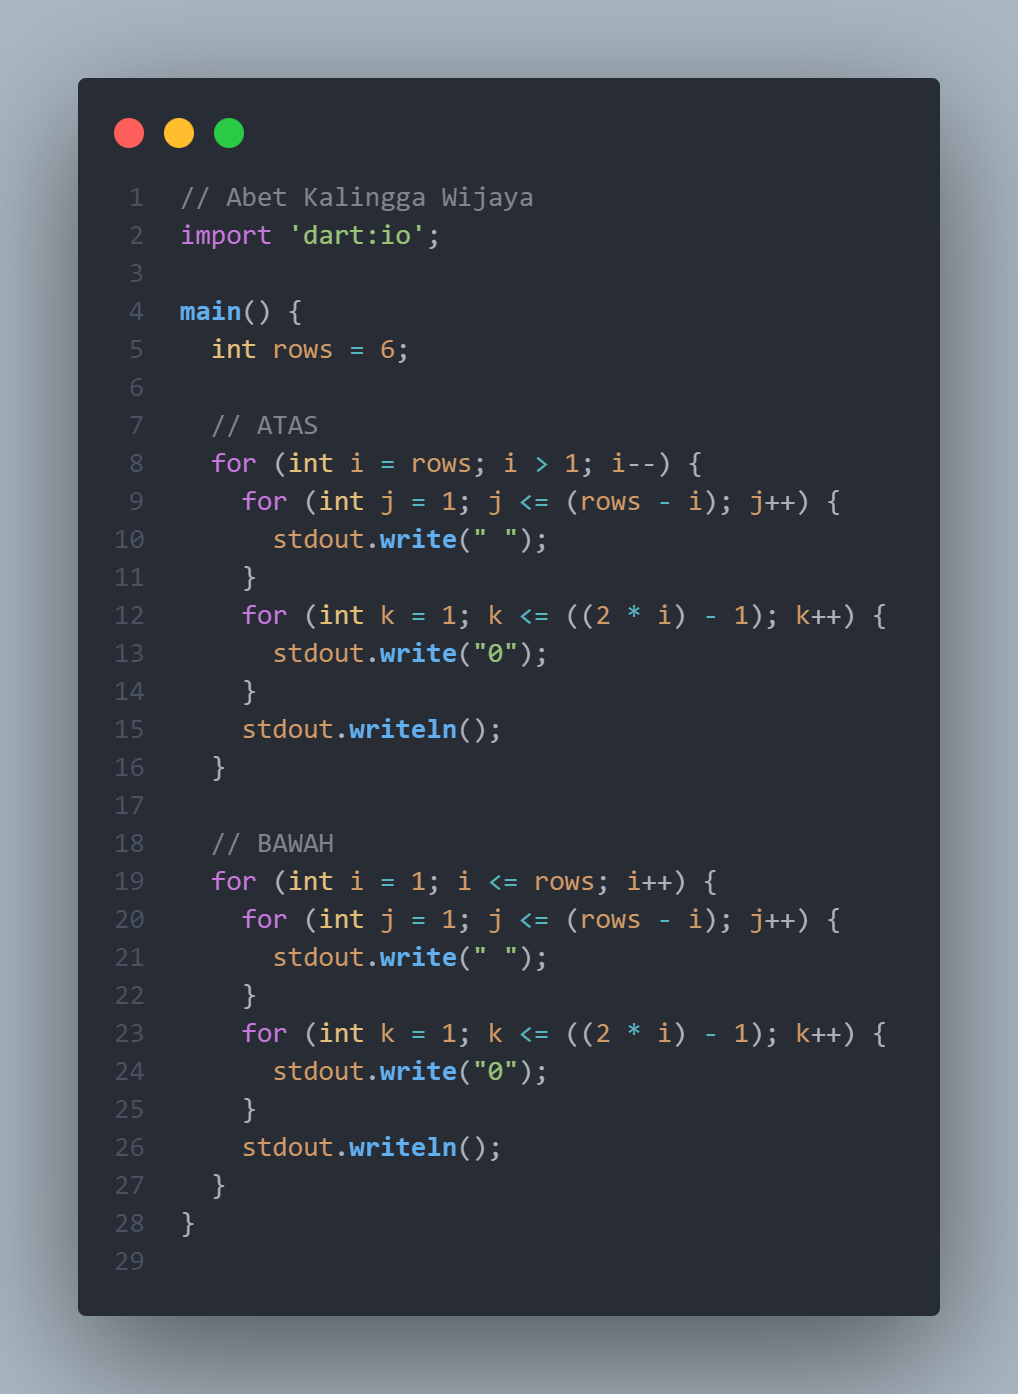 1 // Abet Kalingga Wijaya
2 import 'dart:io';
3
4 main() {
5   int rows = 6;
6
7   // ATAS
8   for (int i = rows; i > 1; i--) {
9     for (int j = 1; j <= (rows - i); j++) {
10       stdout.write(" ");
11     }
12     for (int k = 1; k <= ((2 * i) - 1); k++) {
13       stdout.write("0");
14     }
15     stdout.writeln();
16   }
17
18   // BAWAH
19   for (int i = 1; i <= rows; i++) {
20     for (int j = 1; j <= (rows - i); j++) {
21       stdout.write(" ");
22     }
23     for (int k = 1; k <= ((2 * i) - 1); k++) {
24       stdout.write("0");
25     }
26     stdout.writeln();
27   }
28 }
29